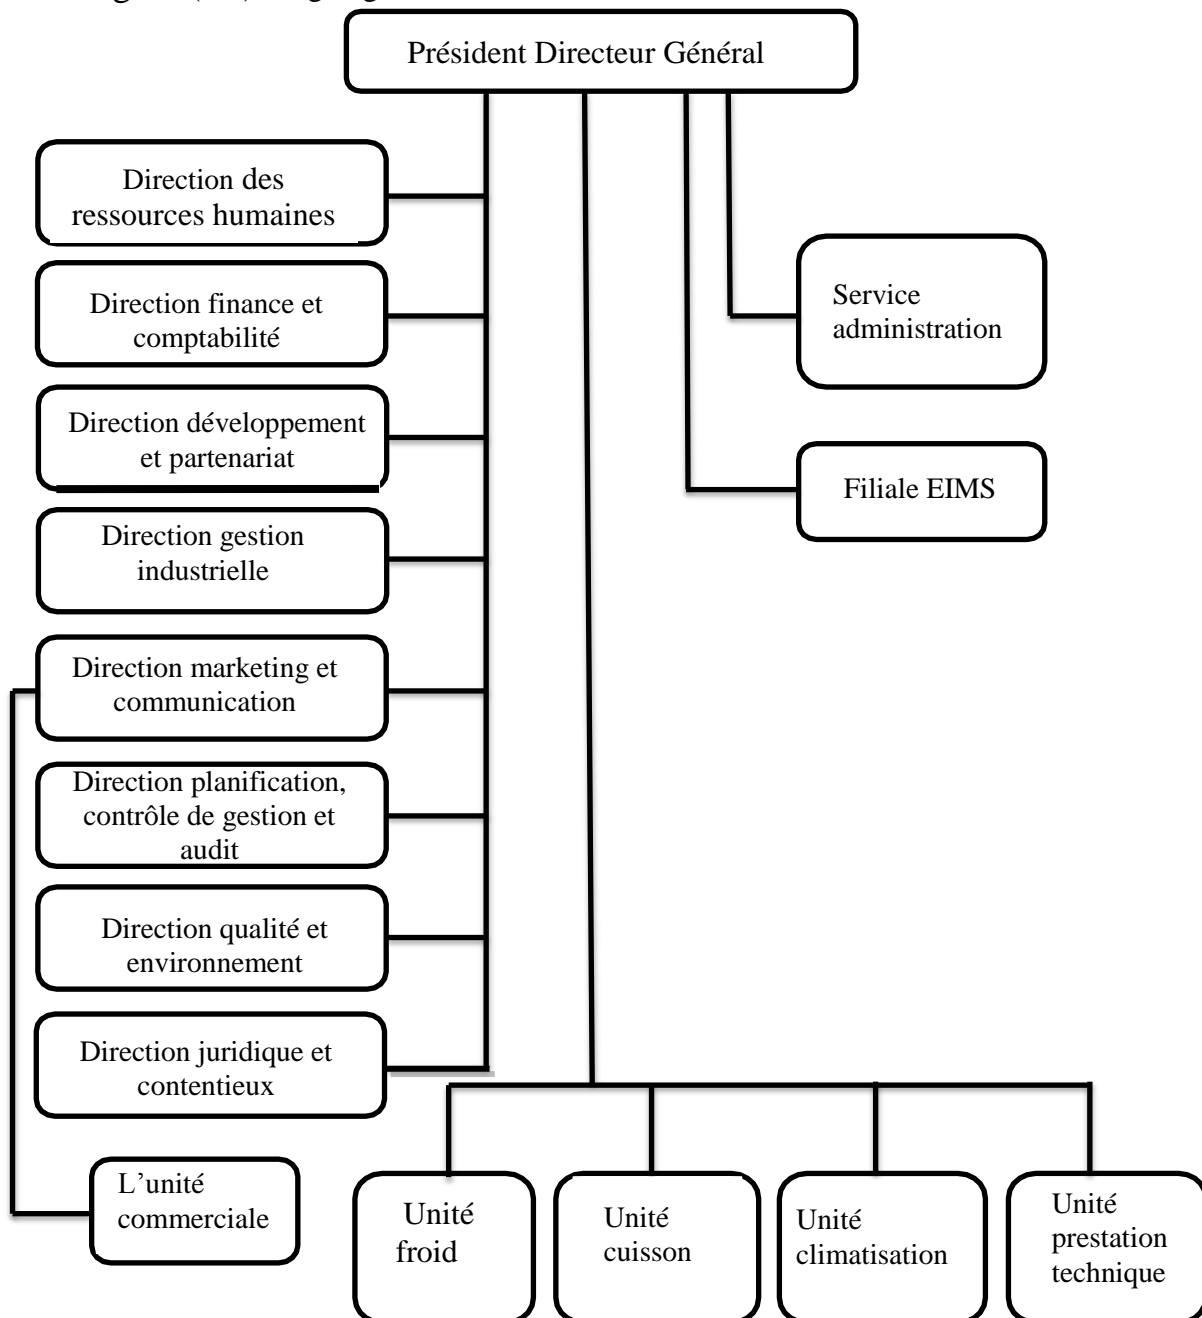 Président Directeur Général
Direction des
ressources humaines
Direction finance et
comptabilité
Direction développement
et partenariat
Direction gestion
industrielle
Direction marketing et
communication
Direction planification,
contrôle de gestion et
audit
Direction qualité et
environnement
Direction juridique et
contentieux
L’unité
commerciale
Service
administration
Filiale EIMS
Unité
froid
Unité
cuisson
Unité
climatisation
Unité
prestation
technique